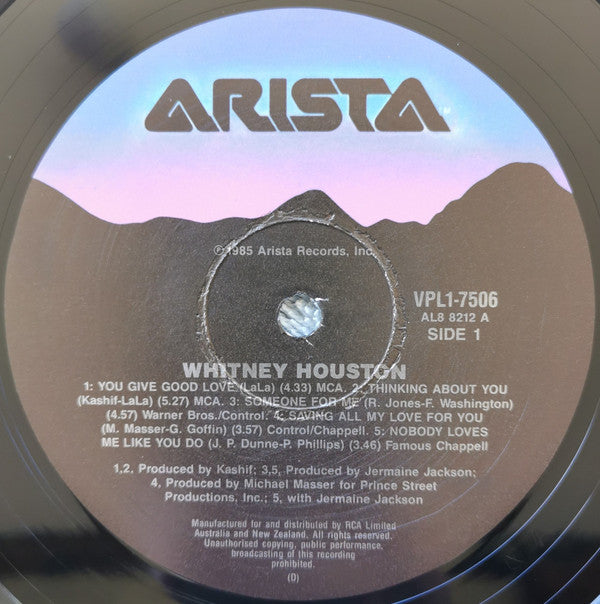 ARISTA
℗1985 Arista Records, Inc.
VPL1-7506
AL8 8212 A
SIDE 1
WHITNEY HOUSTON
1: YOU GIVE GOOD LOVE (LaLa) (4.33) MCA. 2: THINKING ABOUT YOU
(Kashif-LaLa) (5.27) MCA. 3: SOMEONE FOR ME (R. Jones-F. Washington)
(4.57) Warner Bros./Control. 4: SAVING ALL MY LOVE FOR YOU
(M. Masser-G. Goffin) (3.57) Control/Chappell. 5: NOBODY LOVES
ME LIKE YOU DO (J. P. Dunne-P. Phillips) (3.46) Famous Chappell
1,2, Produced by Kashif; 3,5, Produced by Jermaine Jackson;
4, Produced by Michael Masser for Prince Street
Productions, Inc.; 5, with Jermaine Jackson
Manufactured for and distributed by RCA Limited
Australia and New Zealand. All rights reserved.
Unauthorised copying, public performance,
broadcasting of this recording
prohibited.
(D)